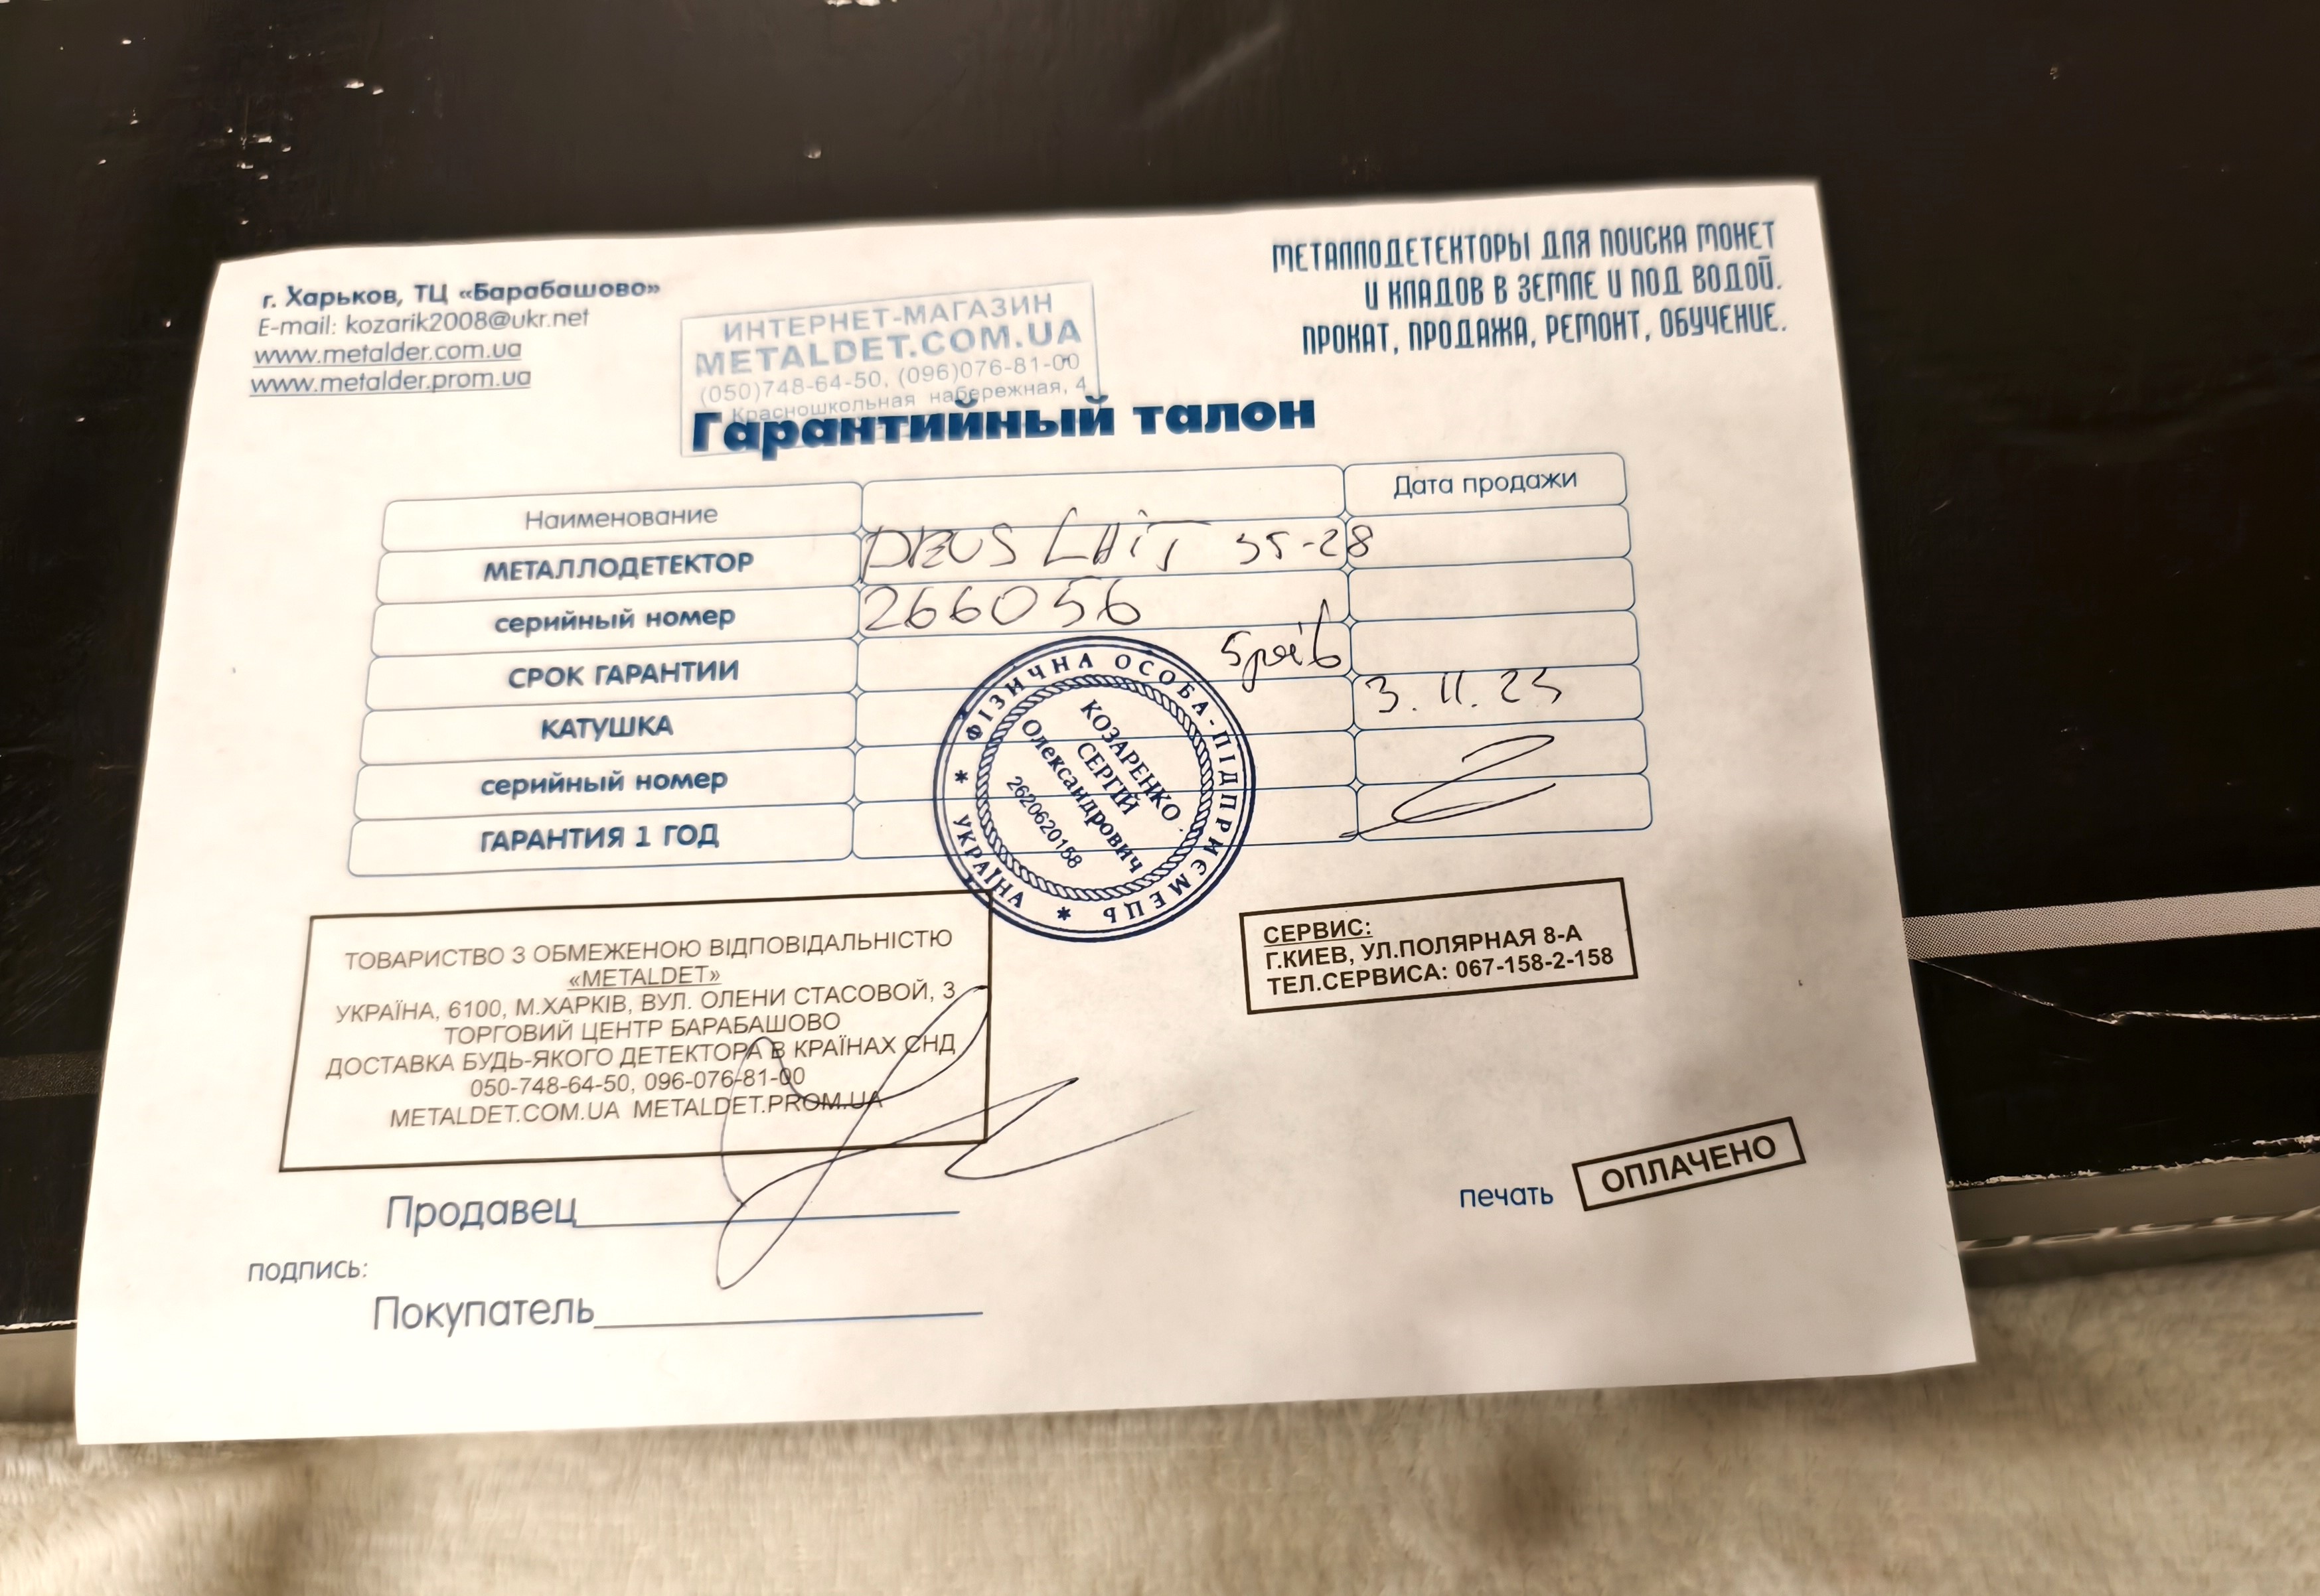 г. Харьков, ТЦ «Барабашово»
E-mail: kozarik2008@ukr.net
www.metalder.com.ua
www.metalder.prom.ua
ИНТЕРНЕТ-МАГАЗИН
METALDET.COM.UA
(050)748-64-50, (096)076-81-00
Красношкольная набережная, 4
МЕТАЛЛОДЕТЕКТОРЫ ДЛЯ ПОИСКА МОНЕТ
И КЛАДОВ В ЗЕМЛЕ И ПОД ВОДОЙ.
ПРОКАТ, ПРОДАЖА, РЕМОНТ, ОБУЧЕНИЕ.
Гарантийный талон
Наименование
Дата продажи
МЕТАЛЛОДЕТЕКТОР DEUS LAiT 35-28
серийный номер 266056
СРОК ГАРАНТИИ 5 років
КАТУШКА 3.11.23
серийный номер
ГАРАНТИЯ 1 ГОД
ФІЗИЧНА ОСОБА-ПІДПРИЄМЕЦЬ
* УКРАЇНА *
КОЗАРЕНКО
СЕРГІЙ
Олександрович
2620620158
ТОВАРИСТВО З ОБМЕЖЕНОЮ ВІДПОВІДАЛЬНІСТЮ
«METALDET»
УКРАЇНА, 6100, М.ХАРКІВ, ВУЛ. ОЛЕНИ СТАСОВОЙ, 3
ТОРГОВИЙ ЦЕНТР БАРАБАШОВО
ДОСТАВКА БУДЬ-ЯКОГО ДЕТЕКТОРА В КРАЇНАХ СНД
050-748-64-50, 096-076-81-00
METALDET.COM.UA METALDET.PROM.UA
СЕРВИС:
Г.КИЕВ, УЛ.ПОЛЯРНАЯ 8-А
ТЕЛ.СЕРВИСА: 067-158-2-158
Продавец
печать
ОПЛАЧЕНО
подпись:
Покупатель